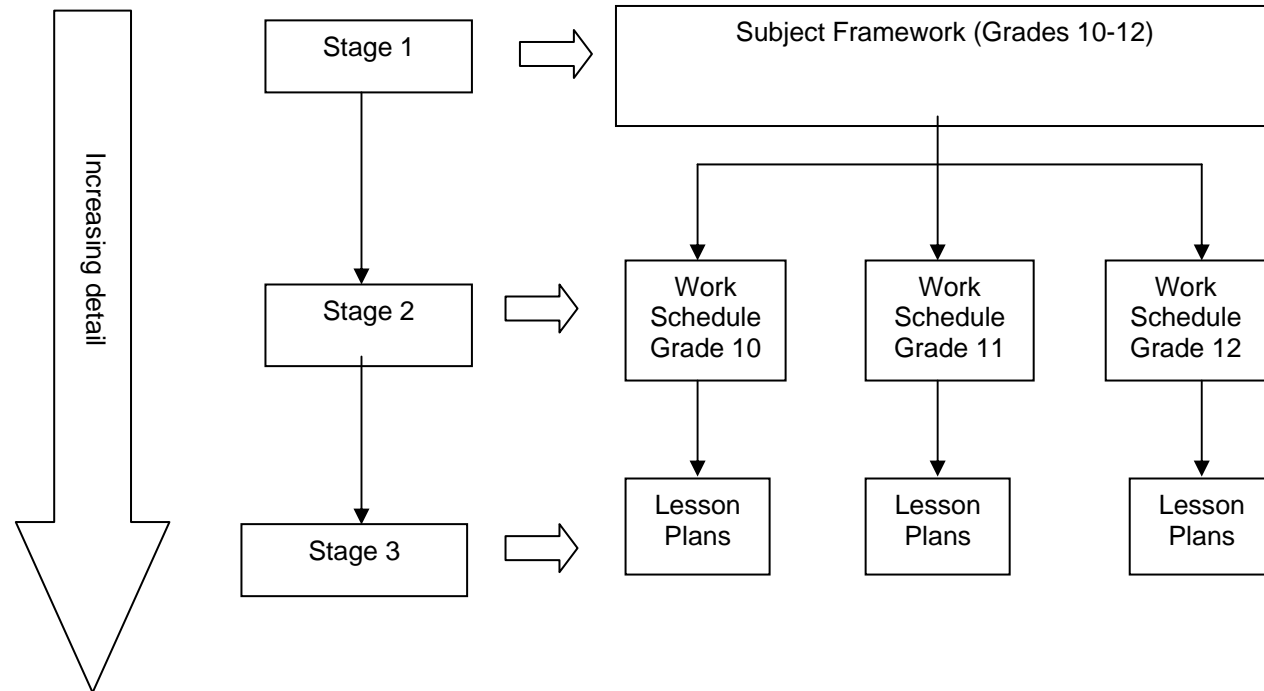 Increasing detail
Stage 1
Subject Framework (Grades 10-12)
Stage 2
Work
Schedule
Grade 10
Work
Schedule
Grade 11
Work
Schedule
Grade 12
Stage 3
Lesson
Plans
Lesson
Plans
Lesson
Plans